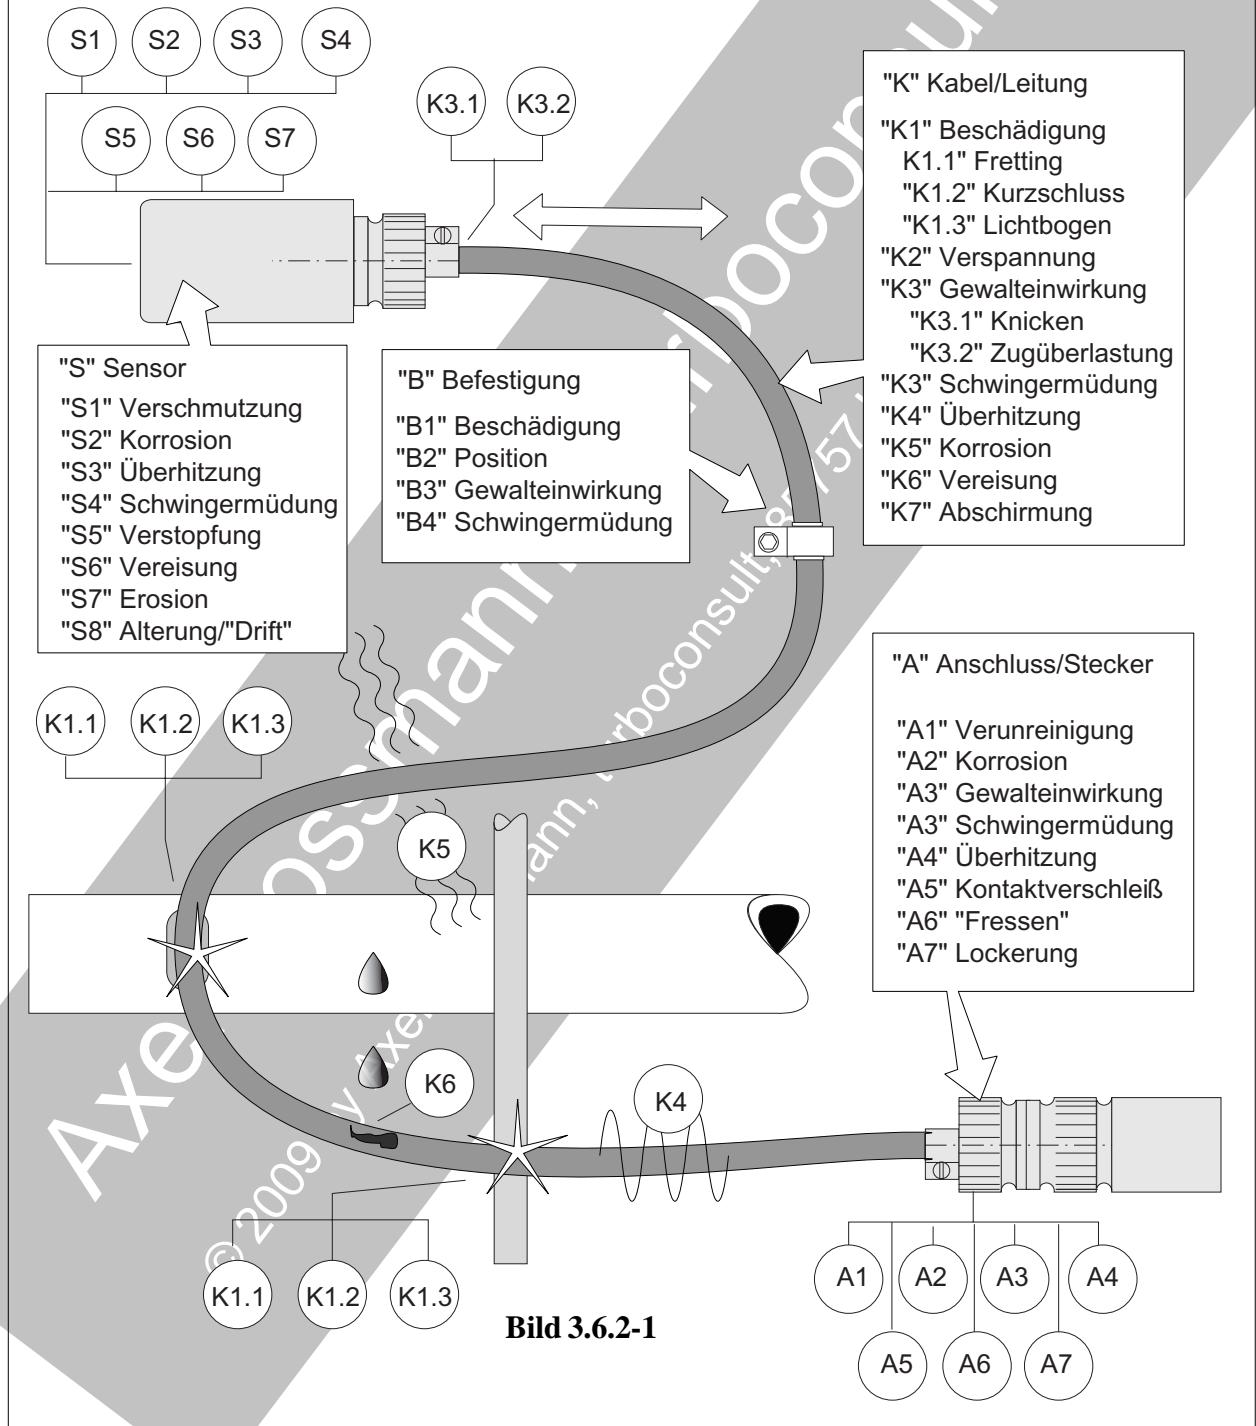 S1 S2 S3 S4
S5 S6 S7
K3.1 K3.2
"K" Kabel/Leitung
"K1" Beschädigung
K1.1" Fretting
"K1.2" Kurzschluss
"K1.3" Lichtbogen
"K2" Verspannung
"K3" Gewalteinwirkung
"K3.1" Knicken
"K3.2" Zugüberlastung
"K3" Schwingermüdung
"K4" Überhitzung
"K5" Korrosion
"K6" Vereisung
"K7" Abschirmung
"S" Sensor
"S1" Verschmutzung
"S2" Korrosion
"S3" Überhitzung
"S4" Schwingermüdung
"S5" Verstopfung
"S6" Vereisung
"S7" Erosion
"S8" Alterung/"Drift"
"B" Befestigung
"B1" Beschädigung
"B2" Position
"B3" Gewalteinwirkung
"B4" Schwingermüdung
"A" Anschluss/Stecker
"A1" Verunreinigung
"A2" Korrosion
"A3" Gewalteinwirkung
"A3" Schwingermüdung
"A4" Überhitzung
"A5" Kontaktverschleiß
"A6" "Fressen"
"A7" Lockerung
K1.1 K1.2 K1.3
K5
K6
K4
K1.1 K1.2 K1.3
A1 A2 A3 A4
A5 A6 A7
Bild 3.6.2-1
© 2009